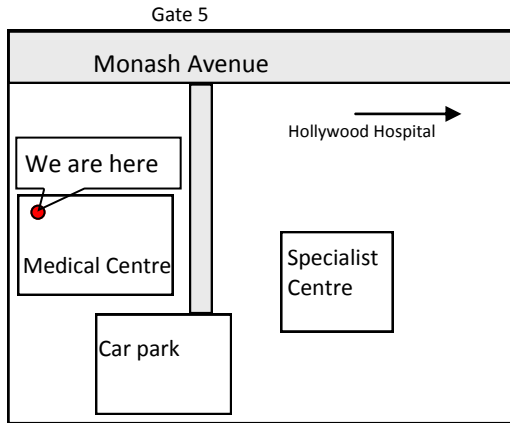 Gate 5
Monash Avenue
Hollywood Hospital
We are here
Medical Centre
Specialist
Centre
Car park